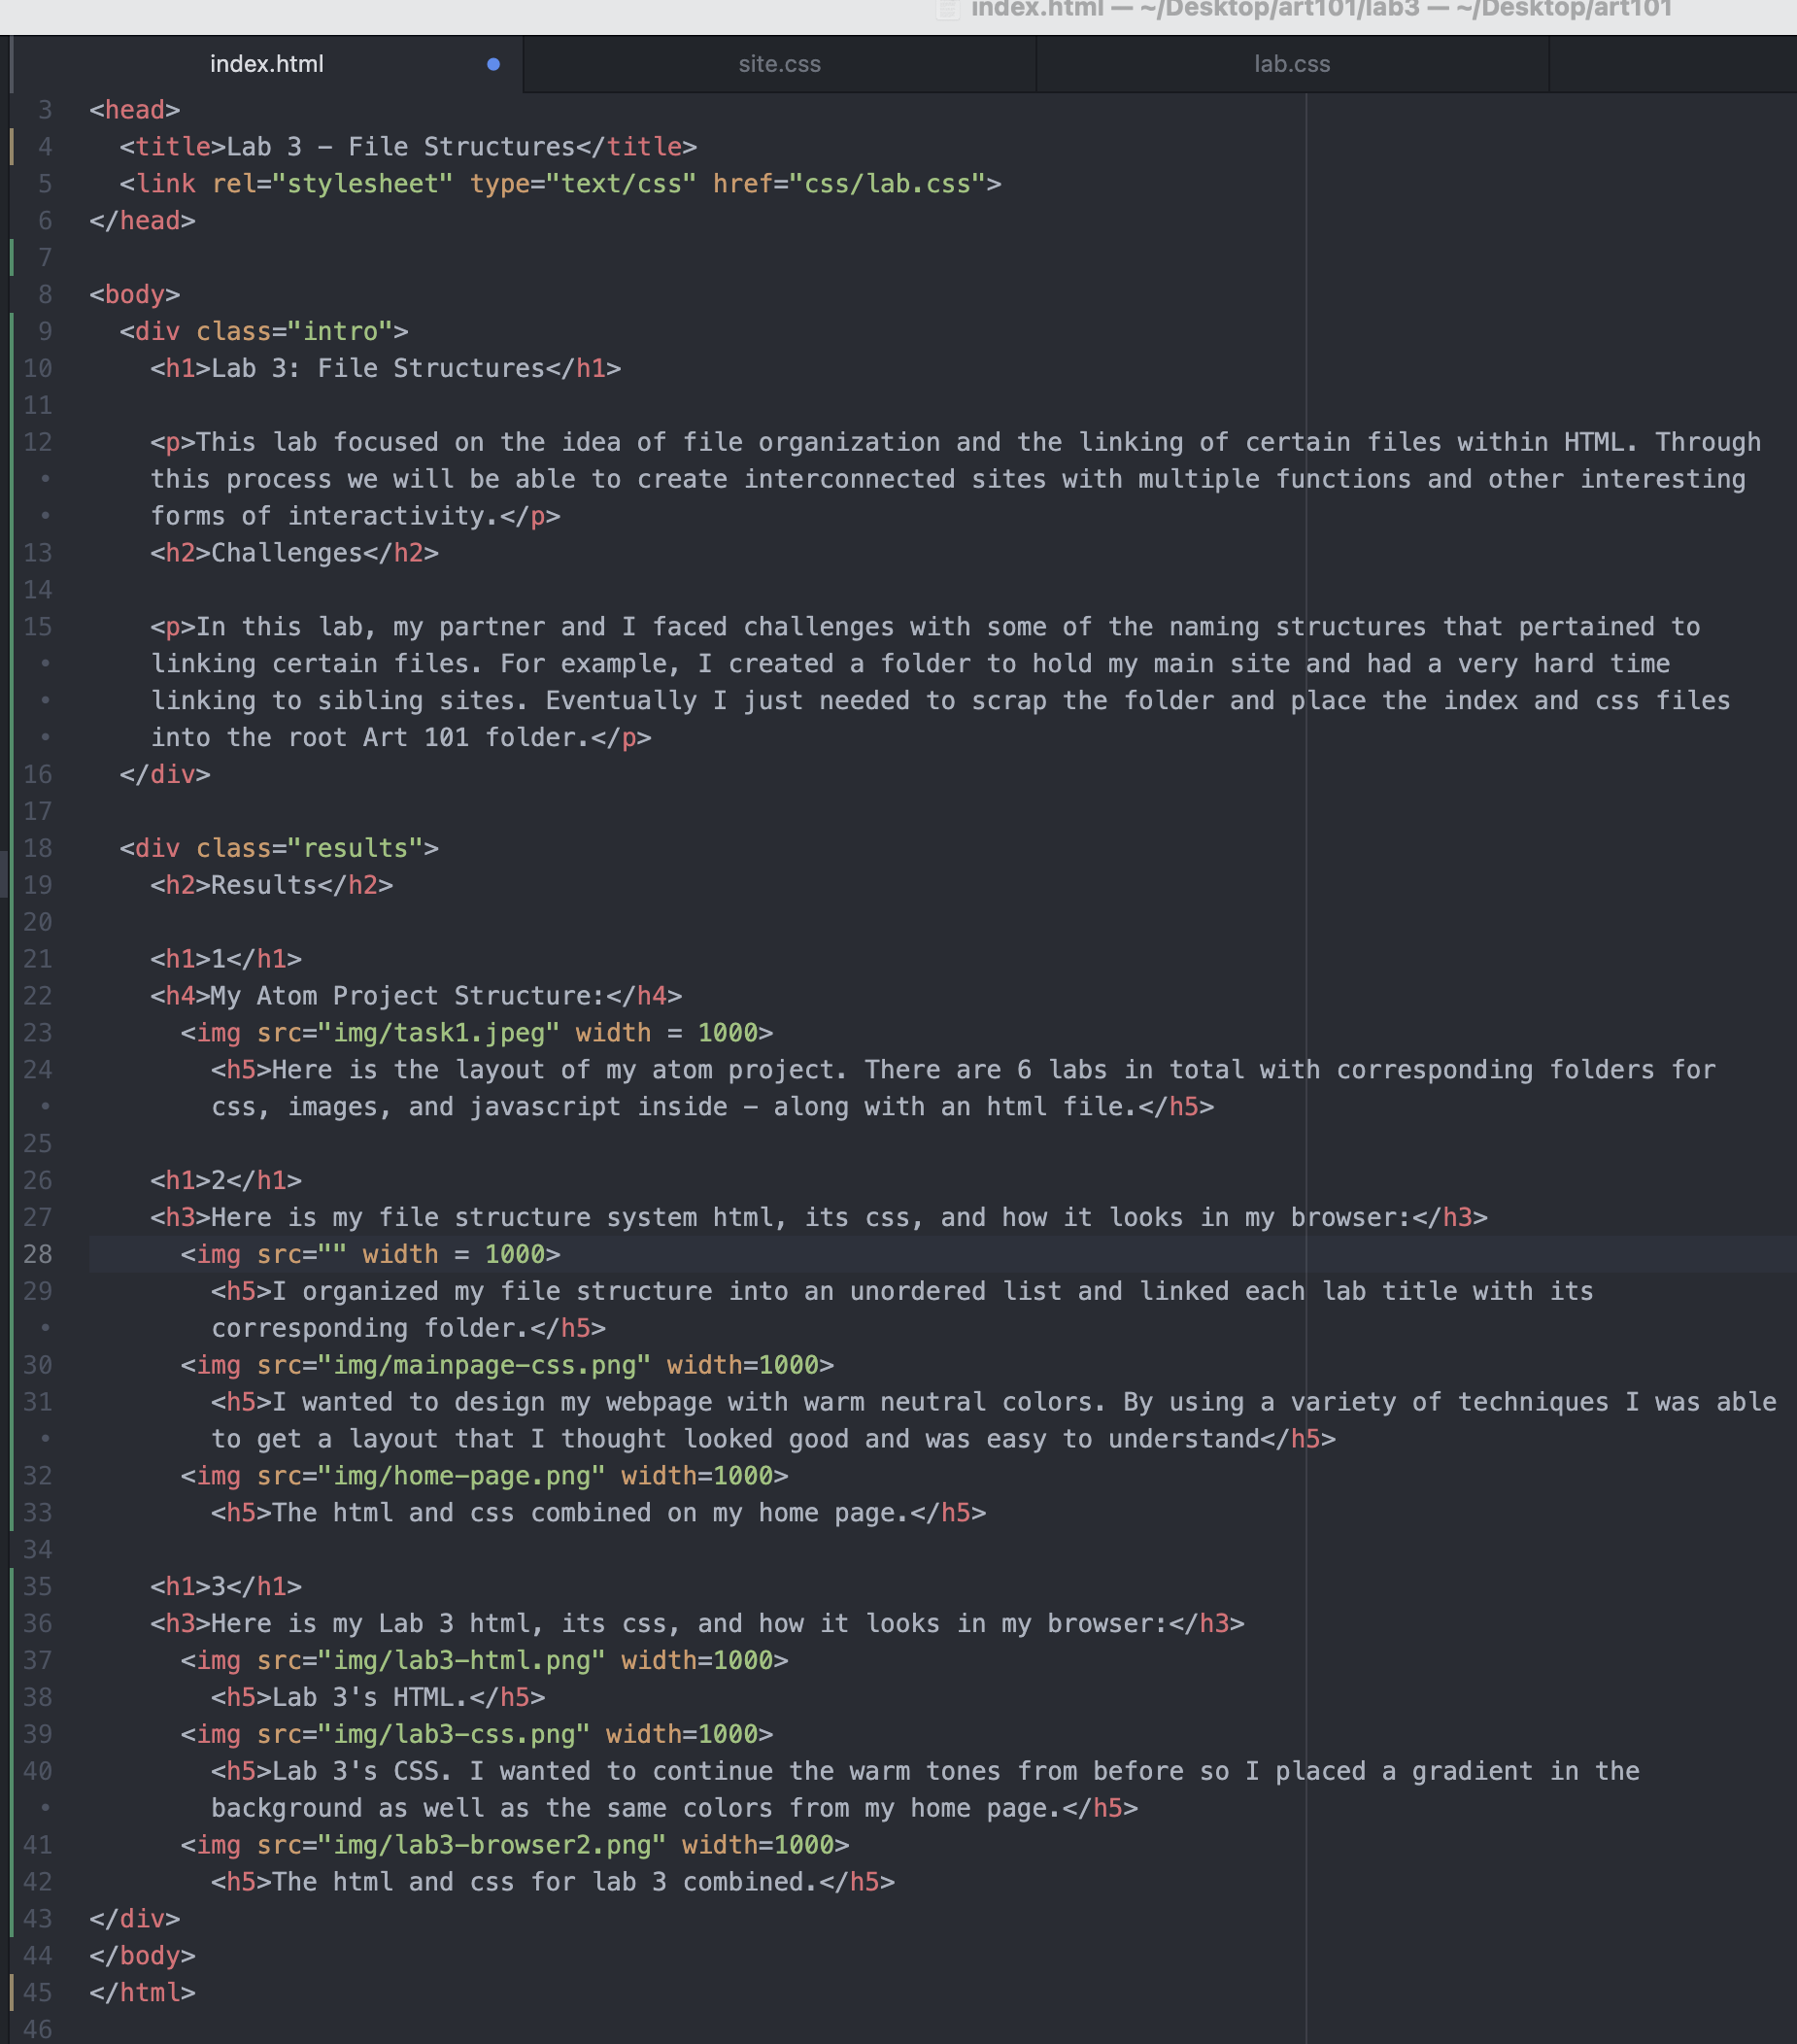 index.html — ~/Desktop/art101/lab3 — ~/Desktop/art101
index.html site.css lab.css
3 <head>
4 <title>Lab 3 – File Structures</title>
5 <link rel="stylesheet" type="text/css" href="css/lab.css">
6 </head>
7
8 <body>
9 <div class="intro">
10 <h1>Lab 3: File Structures</h1>
11
12 <p>This lab focused on the idea of file organization and the linking of certain files within HTML. Through
• this process we will be able to create interconnected sites with multiple functions and other interesting
• forms of interactivity.</p>
13 <h2>Challenges</h2>
14
15 <p>In this lab, my partner and I faced challenges with some of the naming structures that pertained to
• linking certain files. For example, I created a folder to hold my main site and had a very hard time
• linking to sibling sites. Eventually I just needed to scrap the folder and place the index and css files
• into the root Art 101 folder.</p>
16 </div>
17
18 <div class="results">
19 <h2>Results</h2>
20
21 <h1>1</h1>
22 <h4>My Atom Project Structure:</h4>
23 <img src="img/task1.jpeg" width = 1000>
24 <h5>Here is the layout of my atom project. There are 6 labs in total with corresponding folders for
• css, images, and javascript inside – along with an html file.</h5>
25
26 <h1>2</h1>
27 <h3>Here is my file structure system html, its css, and how it looks in my browser:</h3>
28 <img src="" width = 1000>
29 <h5>I organized my file structure into an unordered list and linked each lab title with its
• corresponding folder.</h5>
30 <img src="img/mainpage-css.png" width=1000>
31 <h5>I wanted to design my webpage with warm neutral colors. By using a variety of techniques I was able
• to get a layout that I thought looked good and was easy to understand</h5>
32 <img src="img/home-page.png" width=1000>
33 <h5>The html and css combined on my home page.</h5>
34
35 <h1>3</h1>
36 <h3>Here is my Lab 3 html, its css, and how it looks in my browser:</h3>
37 <img src="img/lab3-html.png" width=1000>
38 <h5>Lab 3's HTML.</h5>
39 <img src="img/lab3-css.png" width=1000>
40 <h5>Lab 3's CSS. I wanted to continue the warm tones from before so I placed a gradient in the
• background as well as the same colors from my home page.</h5>
41 <img src="img/lab3-browser2.png" width=1000>
42 <h5>The html and css for lab 3 combined.</h5>
43 </div>
44 </body>
45 </html>
46